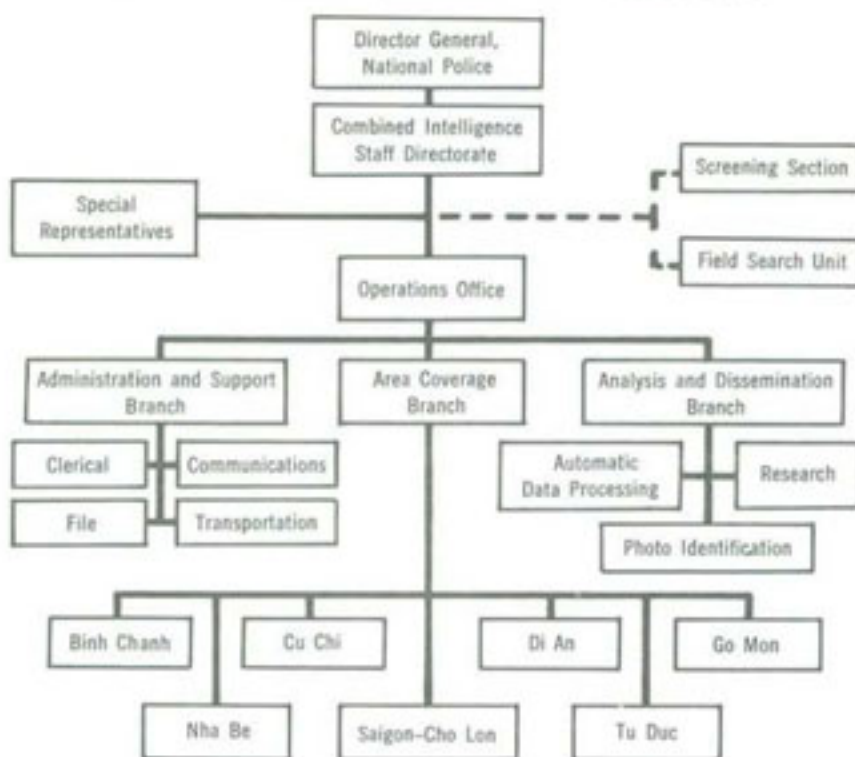 Director General,
National Police
Combined Intelligence
Staff Directorate
Screening Section
Special
Representatives
Field Search Unit
Operations Office
Administration and Support
Branch
Area Coverage
Branch
Analysis and Dissemination
Branch
Clerical
Communications
Automatic
Data Processing
Research
File
Transportation
Photo Identification
Binh Chanh
Cu Chi
Di An
Go Mon
Nha Be
Saigon-Cho Lon
Tu Duc